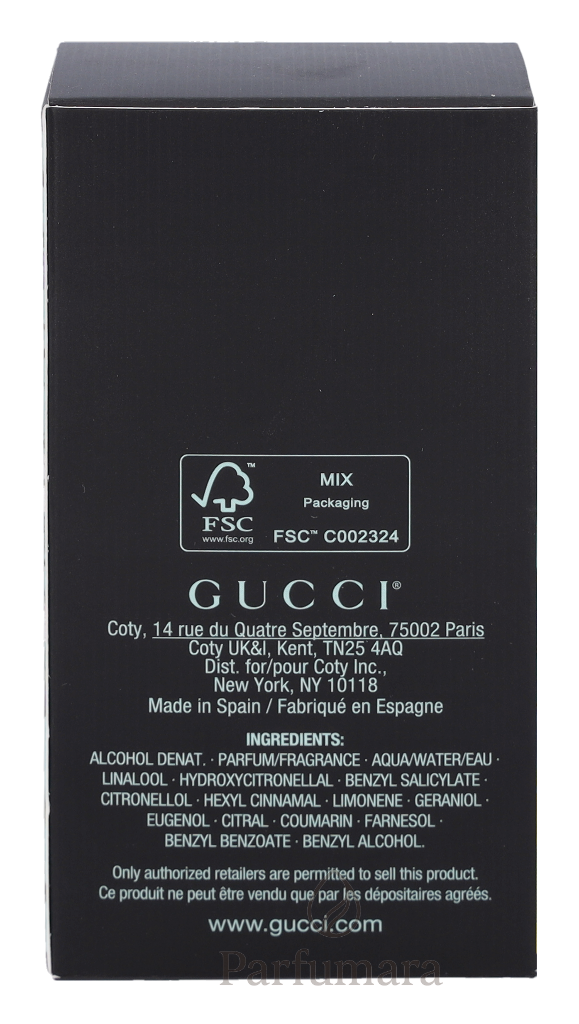 MIX
Packaging
FSC™ C002324
™
FSC
www.fsc.org
GUCCI®
Coty, 14 rue du Quatre Septembre, 75002 Paris
Coty UK&I, Kent, TN25 4AQ
Dist. for/pour Coty Inc.,
New York, NY 10118
Made in Spain / Fabriqué en Espagne
INGREDIENTS:
ALCOHOL DENAT. · PARFUM/FRAGRANCE · AQUA/WATER/EAU ·
LINALOOL · HYDROXYCITRONELLAL · BENZYL SALICYLATE ·
CITRONELLOL · HEXYL CINNAMAL · LIMONENE · GERANIOL ·
EUGENOL · CITRAL · COUMARIN · FARNESOL ·
BENZYL BENZOATE · BENZYL ALCOHOL.
Only authorized retailers are permitted to sell this product.
Ce produit ne peut être vendu que par les dépositaires agréés.
www.gucci.com
Parfumara